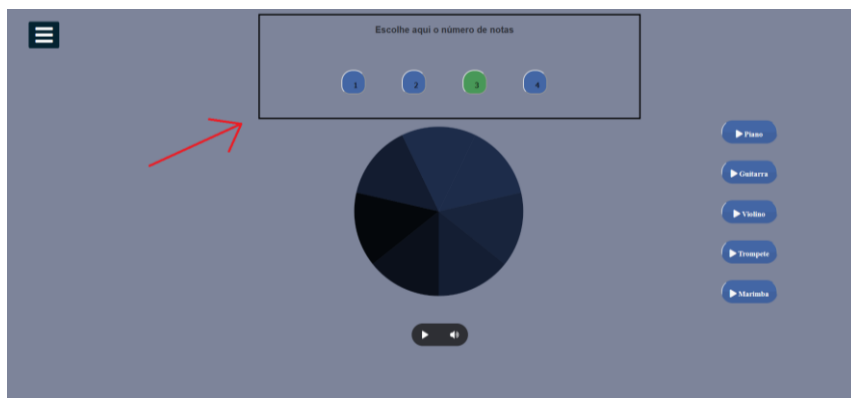 Escolhe aqui o número de notas
1 2 3 4
Piano
Guitarra
Violino
Trompete
Marimba